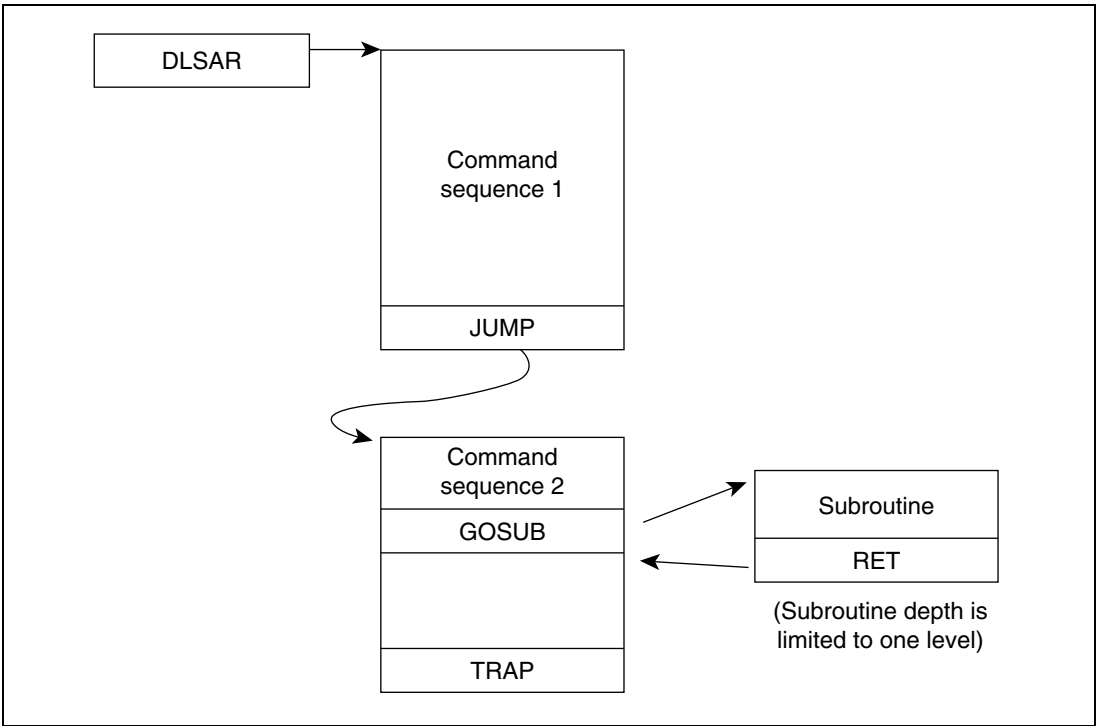 DLSAR
Command
sequence 1
JUMP
Command
sequence 2
GOSUB
TRAP
Subroutine
RET
(Subroutine depth is
limited to one level)